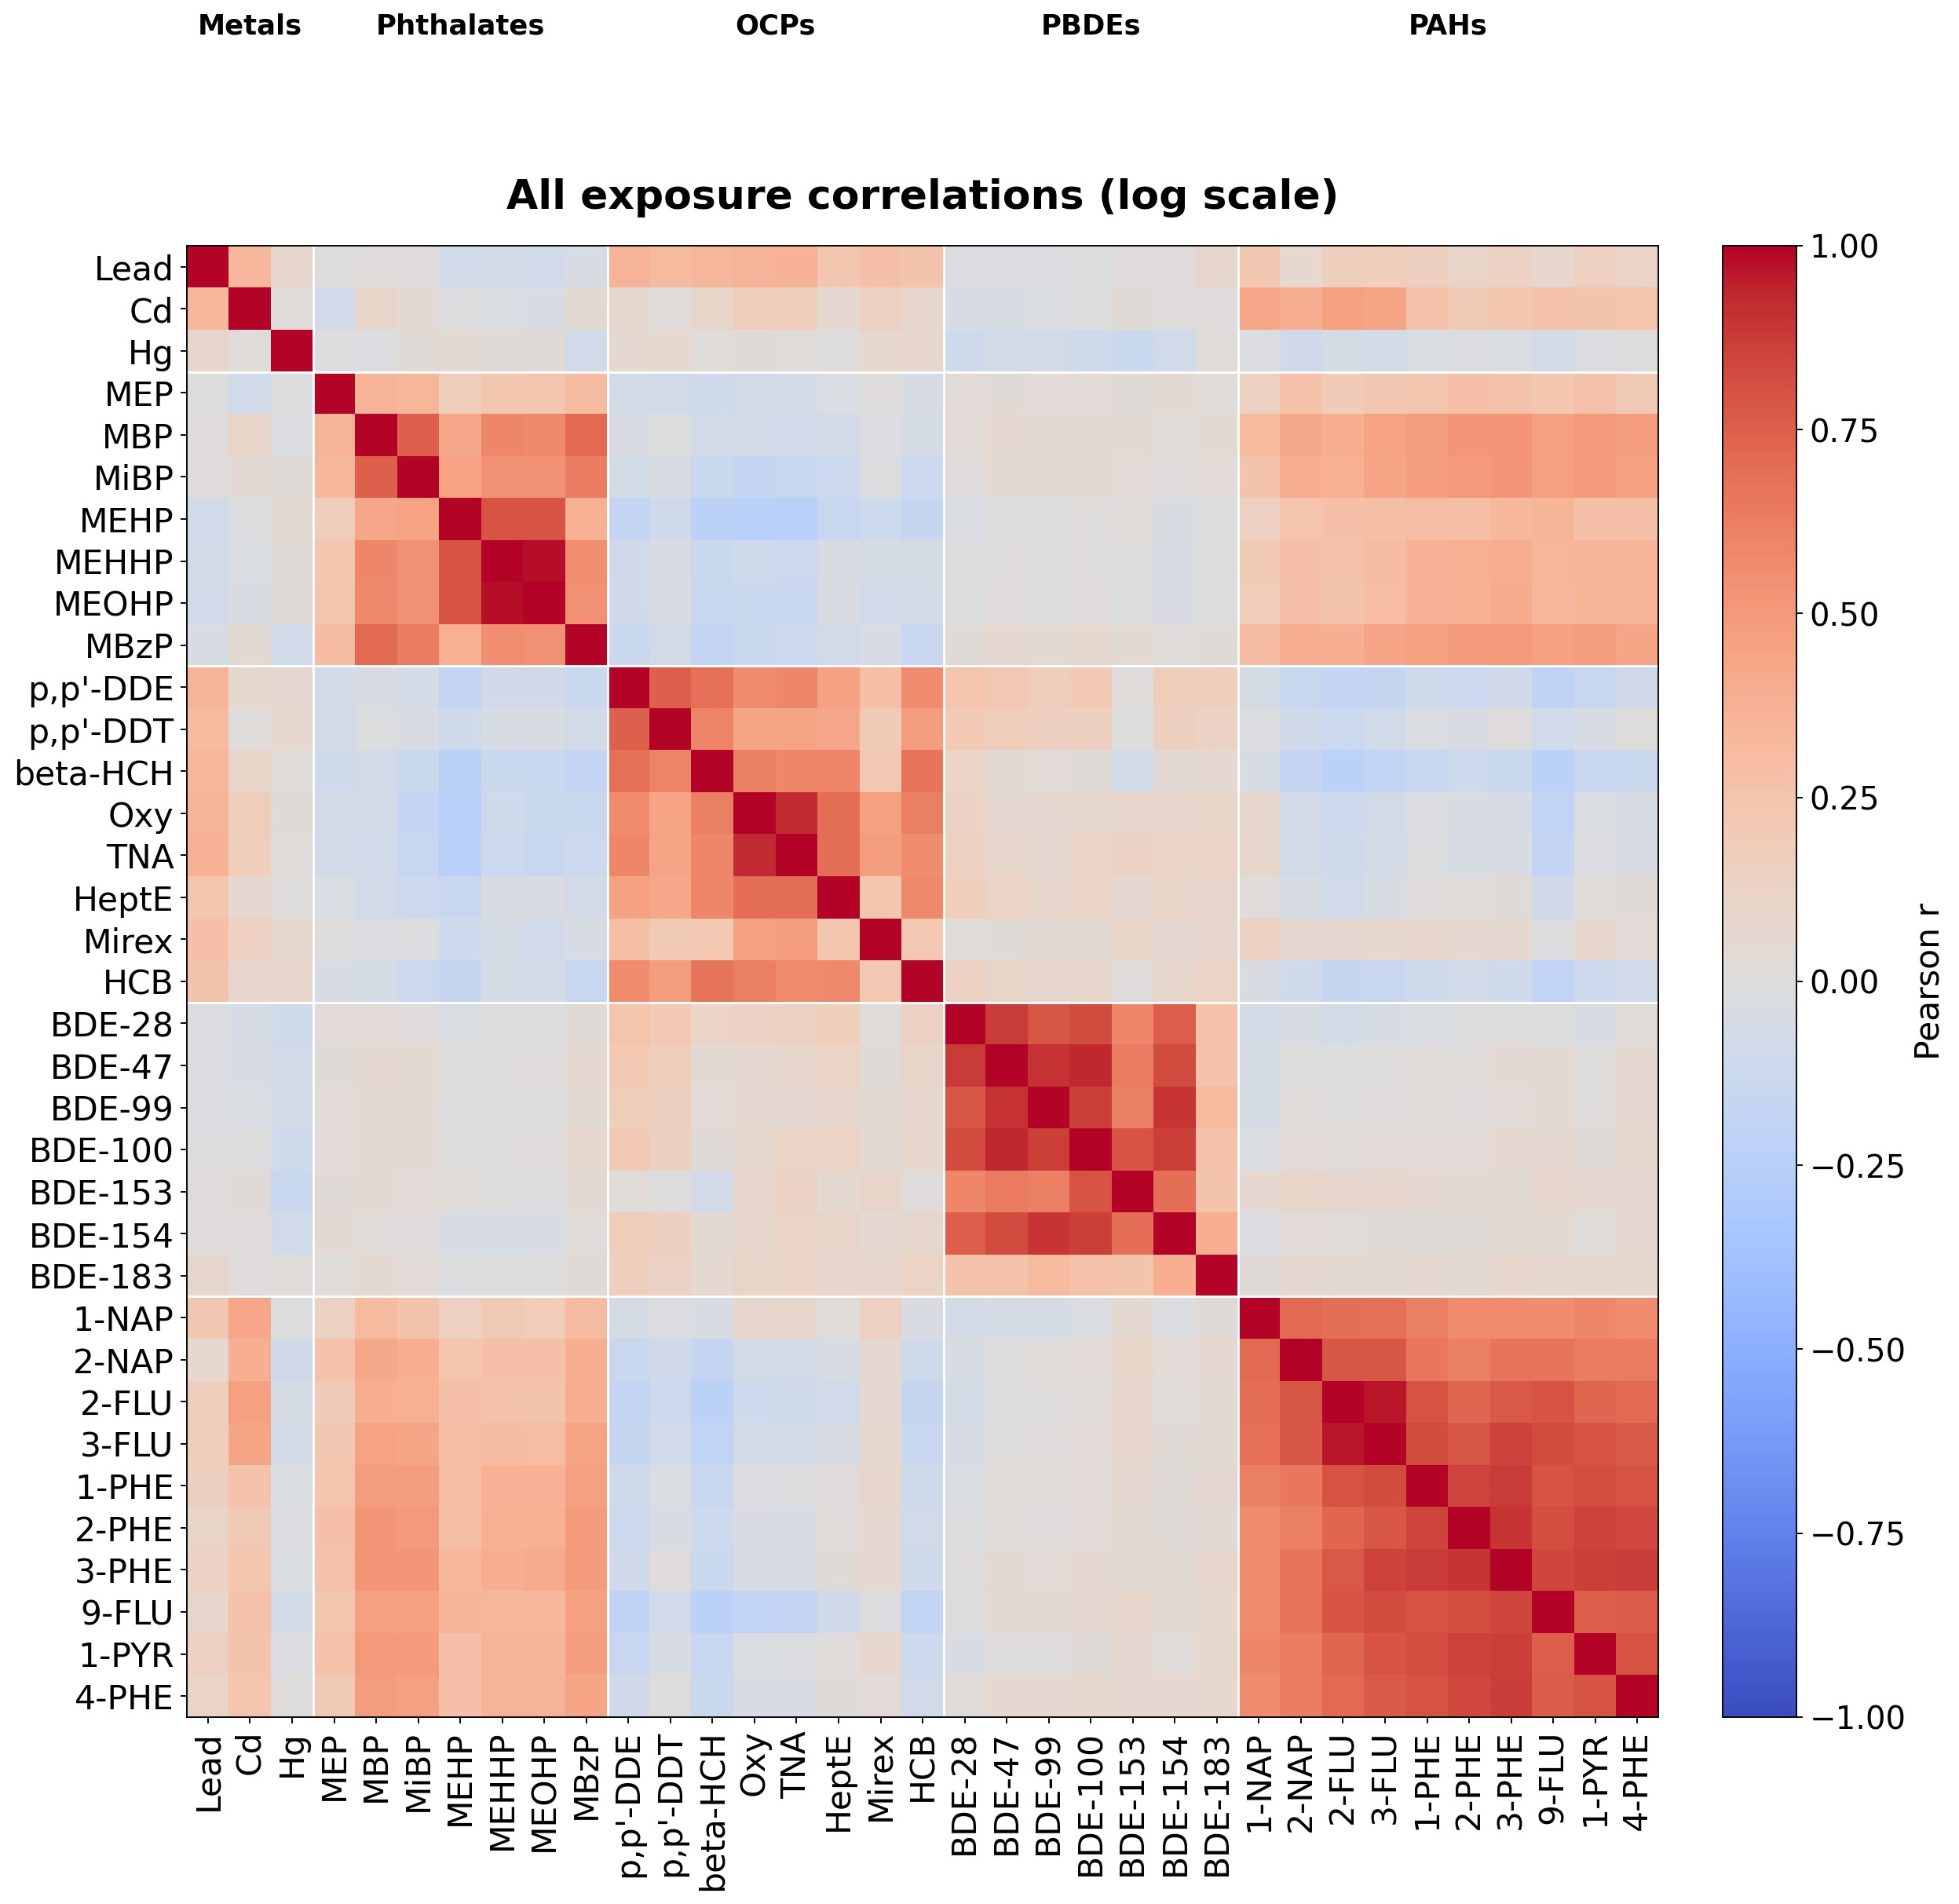 Metals Phthalates OCPs PBDEs PAHs
All exposure correlations (log scale)
Lead
Cd
Hg
MEP
MBP
MiBP
MEHP
MEHHP
MEOHP
MBzP
p,p'-DDE
p,p'-DDT
beta-HCH
Oxy
TNA
HeptE
Mirex
HCB
BDE-28
BDE-47
BDE-99
BDE-100
BDE-153
BDE-154
BDE-183
1-NAP
2-NAP
2-FLU
3-FLU
1-PHE
2-PHE
3-PHE
9-FLU
1-PYR
4-PHE
Lead
Cd
Hg
MEP
MBP
MiBP
MEHP
MEHHP
MEOHP
MBzP
p,p'-DDE
p,p'-DDT
beta-HCH
Oxy
TNA
HeptE
Mirex
HCB
BDE-28
BDE-47
BDE-99
BDE-100
BDE-153
BDE-154
BDE-183
1-NAP
2-NAP
2-FLU
3-FLU
1-PHE
2-PHE
3-PHE
9-FLU
1-PYR
4-PHE
1.00
0.75
0.50
0.25
0.00
−0.25
−0.50
−0.75
−1.00
Pearson r